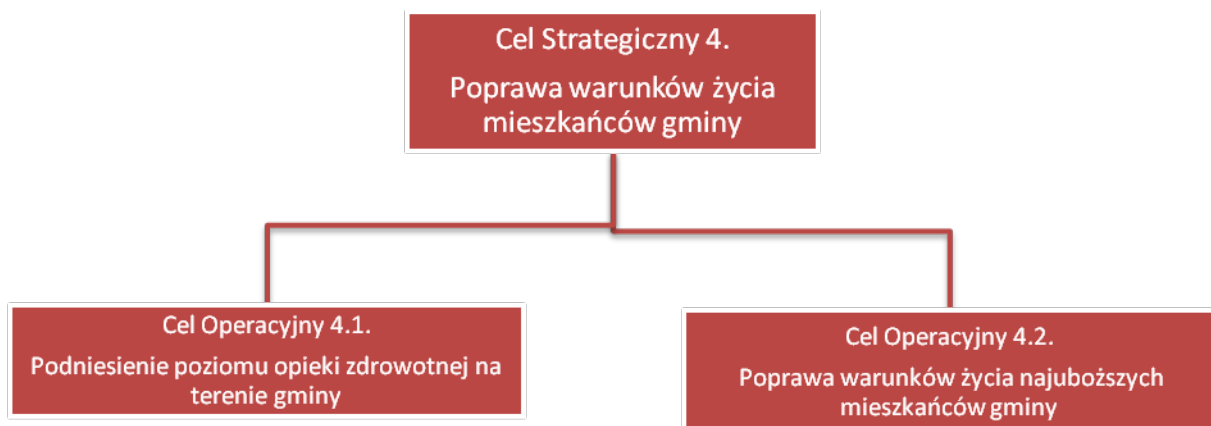 Cel Strategiczny 4.
Poprawa warunków życia
mieszkańców gminy
Cel Operacyjny 4.1.
Podniesienie poziomu opieki zdrowotnej na
terenie gminy
Cel Operacyjny 4.2.
Poprawa warunków życia najuboższych
mieszkańców gminy